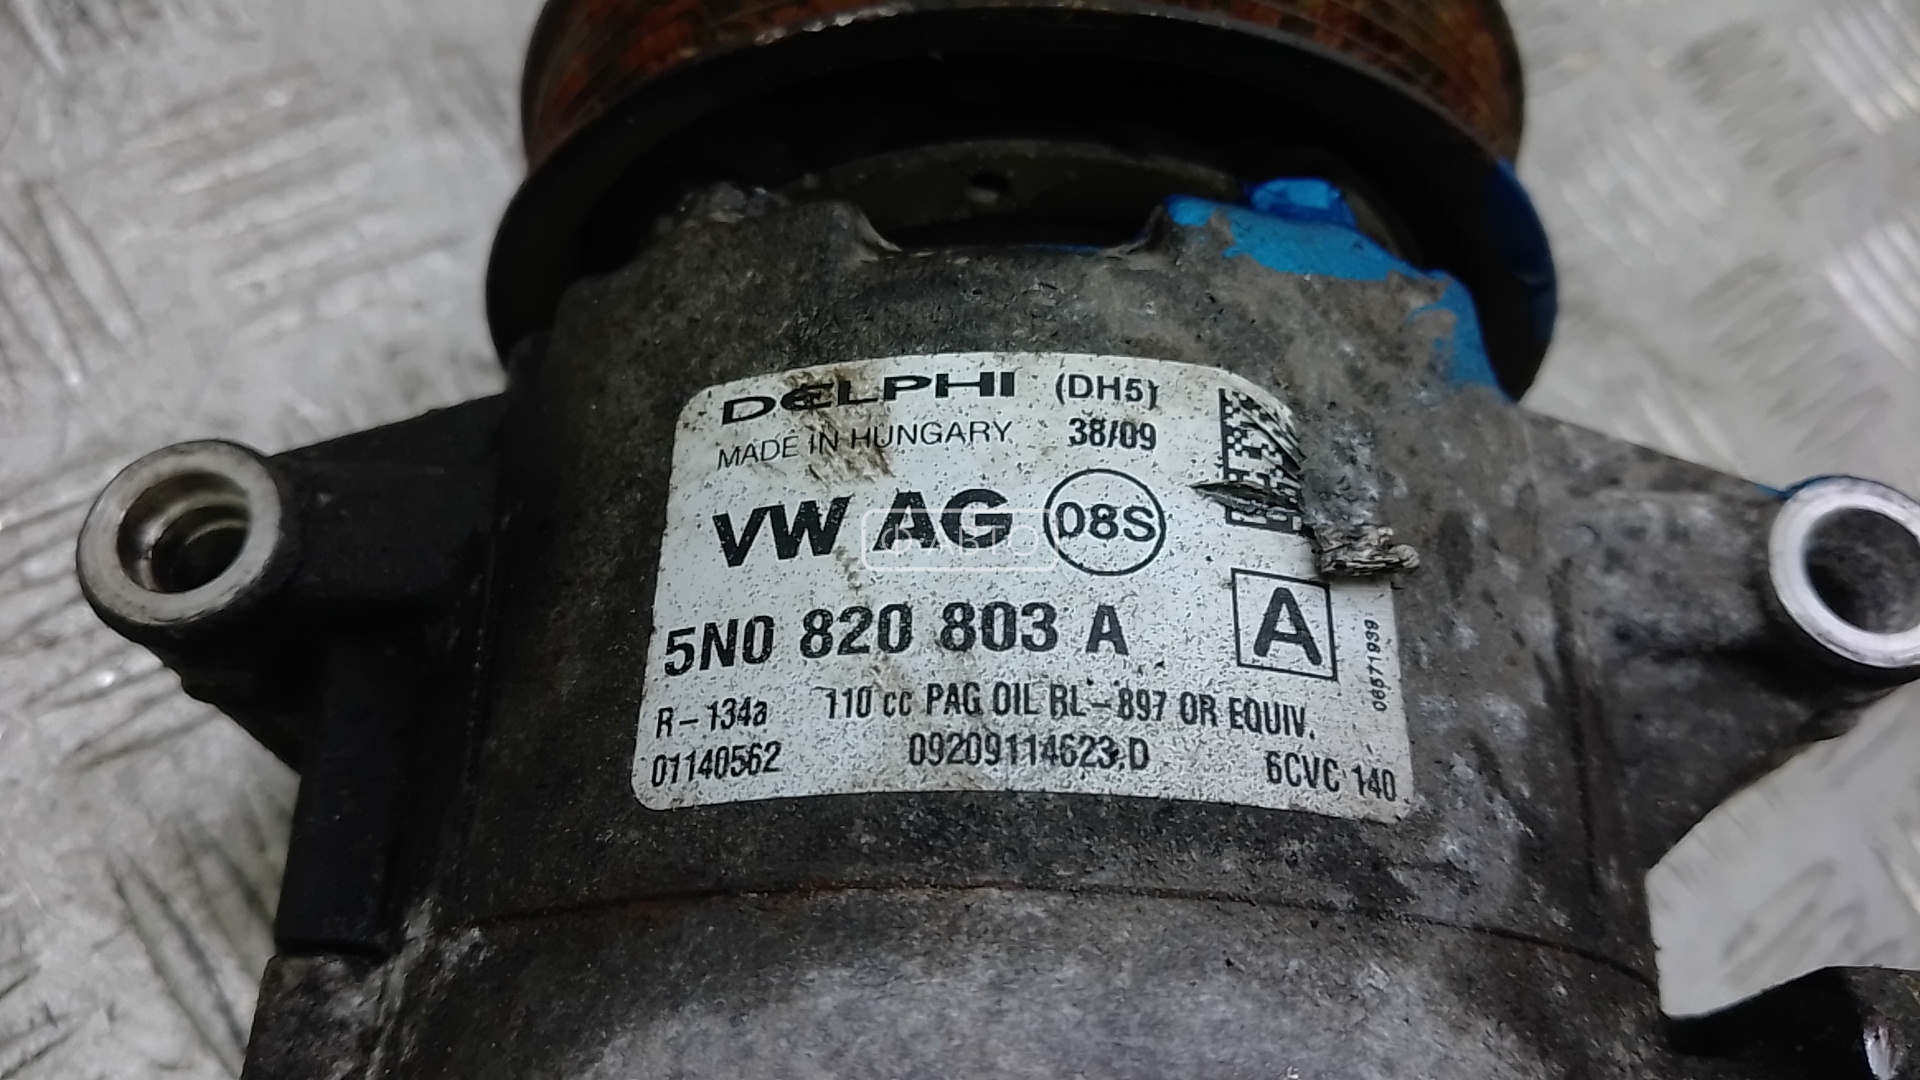 DELPHI (DH5)
MADE IN HUNGARY 38/09
VW AG 08S
5N0 820 803 A A
R-134a 110 cc PAG OIL RL-897 OR EQUIV.
01140562 09209114623.D 6CVC 140
06571939